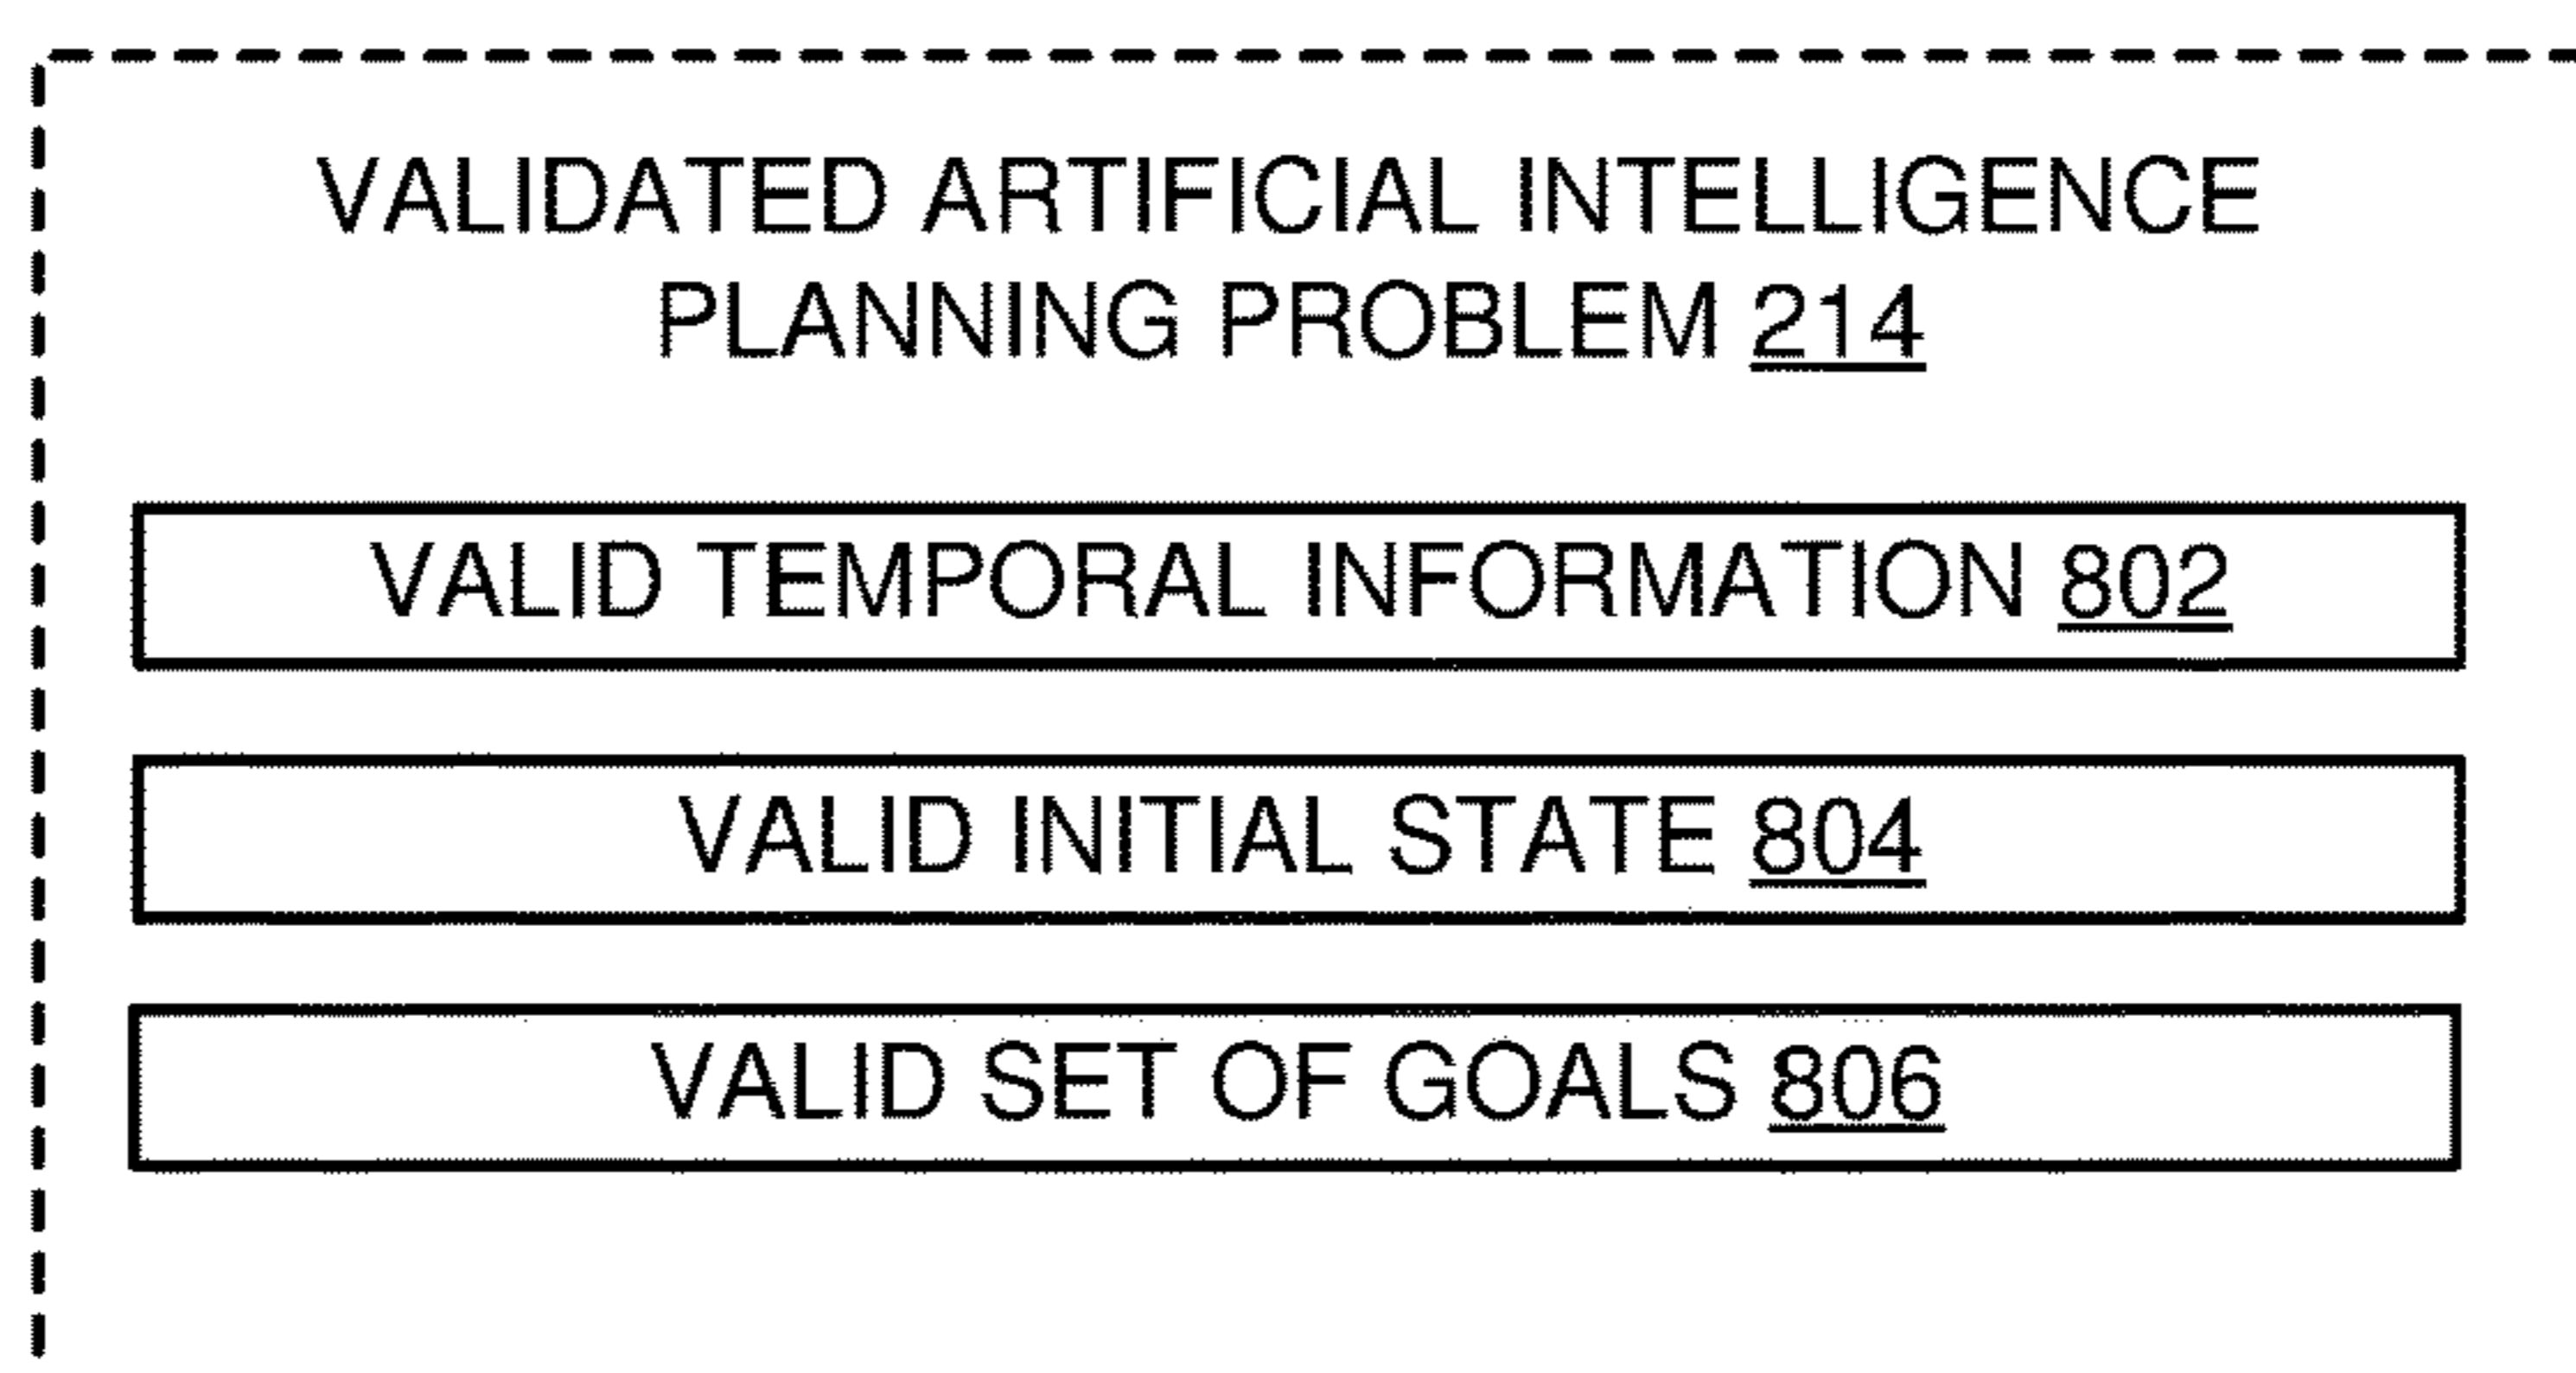 VALIDATED ARTIFICIAL INTELLIGENCE
PLANNING PROBLEM 214
VALID TEMPORAL INFORMATION 802
VALID INITIAL STATE 804
VALID SET OF GOALS 806